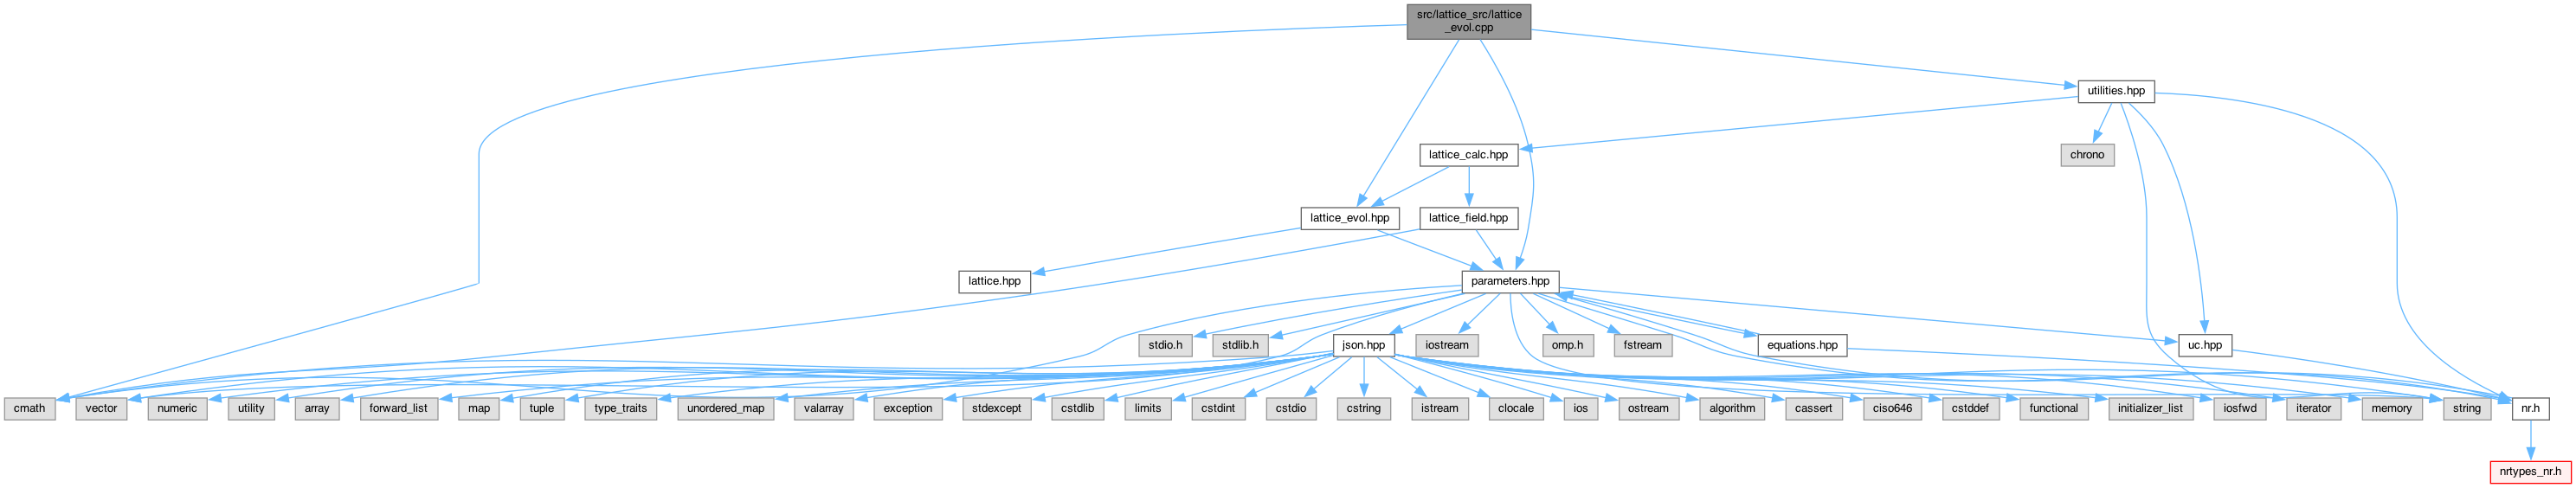 src/lattice_src/lattice
_evol.cpp
utilities.hpp
lattice_calc.hpp
chrono
lattice_evol.hpp
lattice_field.hpp
lattice.hpp
parameters.hpp
stdio.h
stdlib.h
json.hpp
iostream
omp.h
fstream
equations.hpp
uc.hpp
cmath
vector
numeric
utility
array
forward_list
map
tuple
type_traits
unordered_map
valarray
exception
stdexcept
cstdlib
limits
cstdint
cstdio
cstring
istream
clocale
ios
ostream
algorithm
cassert
ciso646
cstddef
functional
initializer_list
iosfwd
iterator
memory
string
nr.h
nrtypes_nr.h